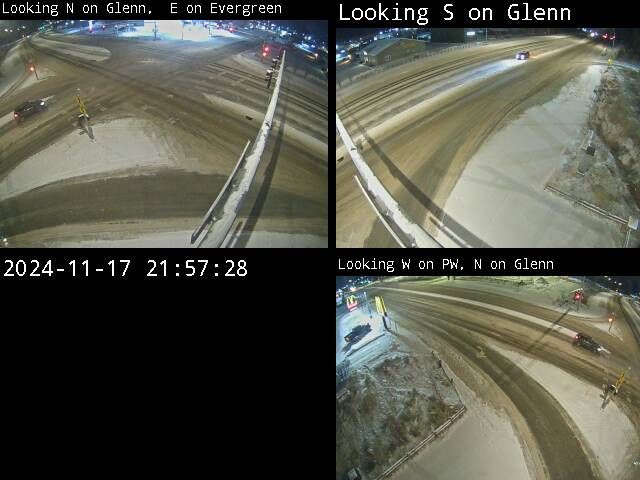 Looking N on Glenn,  E on Evergreen
Looking S on Glenn
2024-11-17 21:57:28
Looking W on PW, N on Glenn